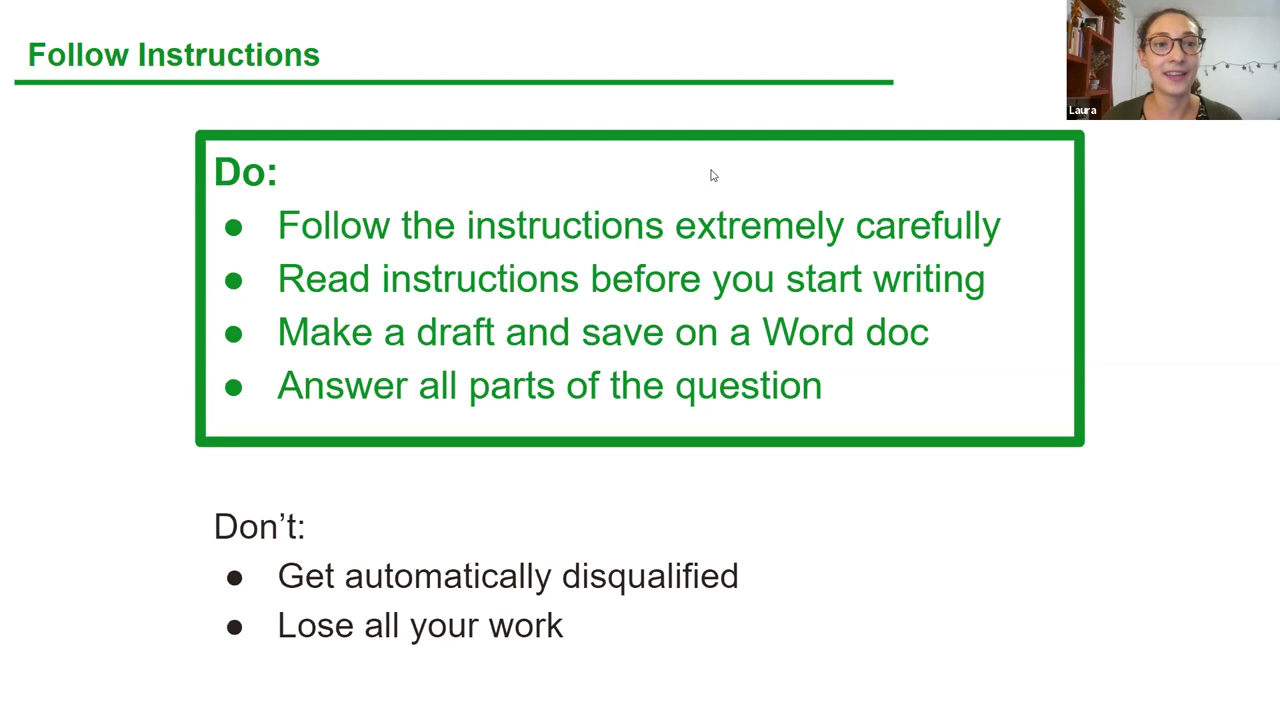 Follow Instructions
Laura
Do:
● Follow the instructions extremely carefully
● Read instructions before you start writing
● Make a draft and save on a Word doc
● Answer all parts of the question
Don’t:
● Get automatically disqualified
● Lose all your work